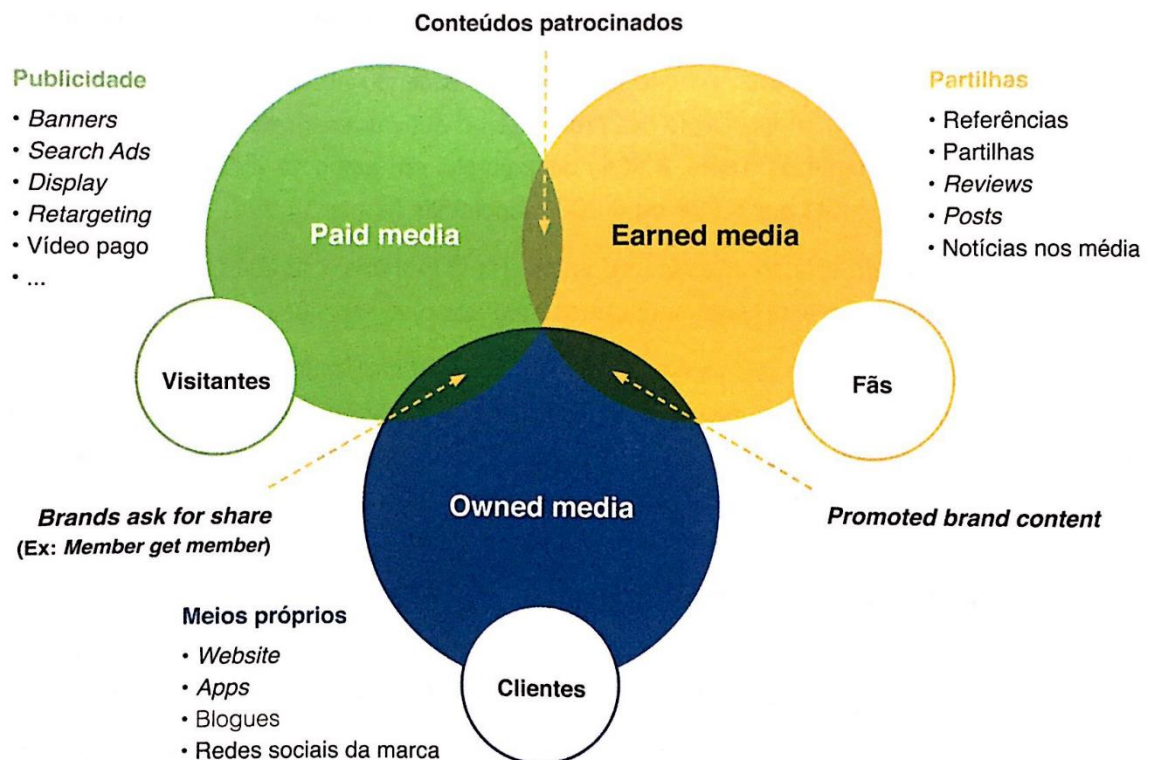 Conteúdos patrocinados
Publicidade
• Banners
• Search Ads
• Display
• Retargeting
• Vídeo pago
• ...
Partilhas
• Referências
• Partilhas
• Reviews
• Posts
• Notícias nos média
Paid media
Earned media
Visitantes
Fãs
Owned media
Brands ask for share
(Ex: Member get member)
Promoted brand content
Meios próprios
• Website
• Apps
• Blogues
• Redes sociais da marca
Clientes